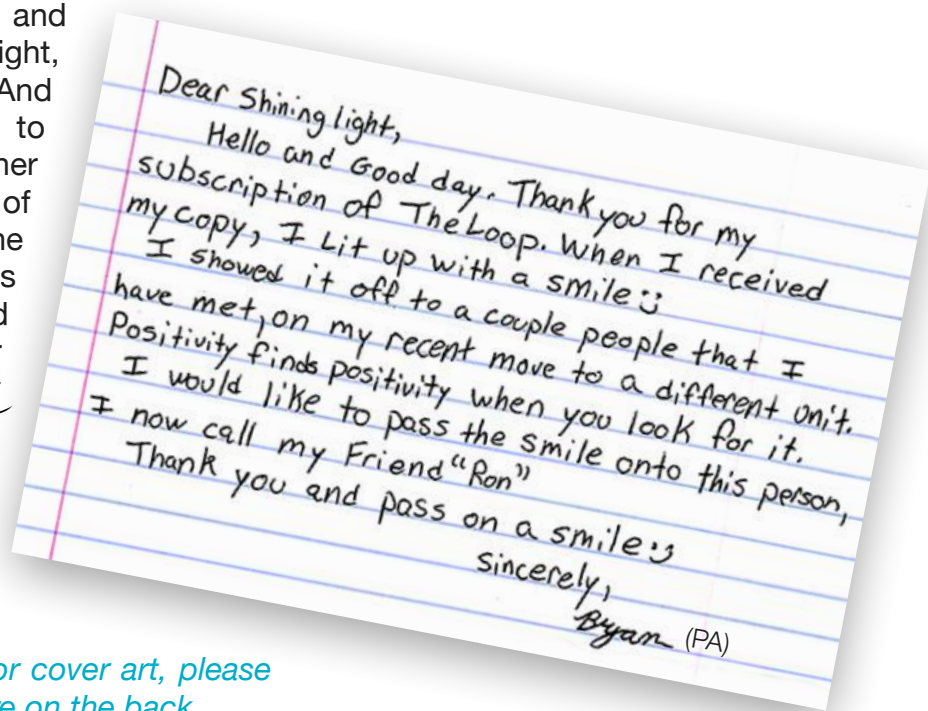 and
ight,
And
to
her
of
ne
s
d
Dear Shining light,
Hello and Good day. Thank you for my
subscription of The Loop. When I received
my copy, I Lit up with a smile :)
I showed it off to a couple people that I
have met, on my recent move to a different unit.
Positivity finds positivity when you look for it.
I would like to pass the smile onto this person,
I now call my Friend "Ron"
Thank you and pass on a smile :)
Sincerely,
Bryan (PA)
or cover art, please
e on the back